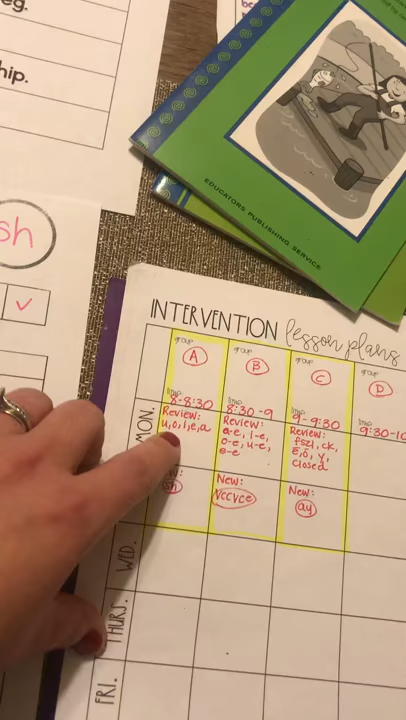 eg.
hip.
be
EDUCATORS PUBLISHING SERVICE
sh
✓
INTERVENTION lesson plans
group
A
group
B
group
C
group
D
time
8-8:30
time
8:30-9
time
9-9:30
time
9:30-10
MON.
Review:
u,o,i,e,a
Review:
a-e, i-e,
o-e, u-e,
e-e
Review:
fszl, ck,
closed
sh
New:
VCCVCe
New:
ay
WED.
THURS.
FRI.